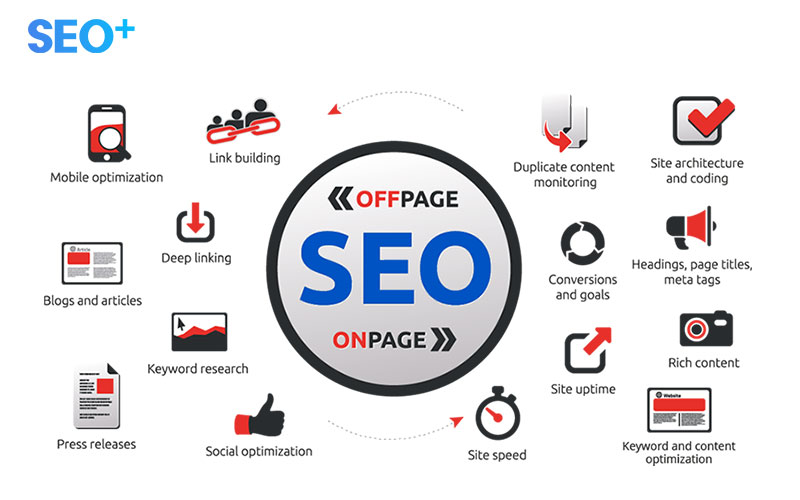 SEO+
Mobile optimization
Link building
Deep linking
Article
Blogs and articles
Keyword research
Press releases
Social optimization
OFFPAGE
SEO
ONPAGE
Duplicate content
monitoring
Site architecture
and coding
Conversions
and goals
Headings, page titles,
meta tags
Site uptime
Rich content
Site speed
Website
Keyword and content
optimization